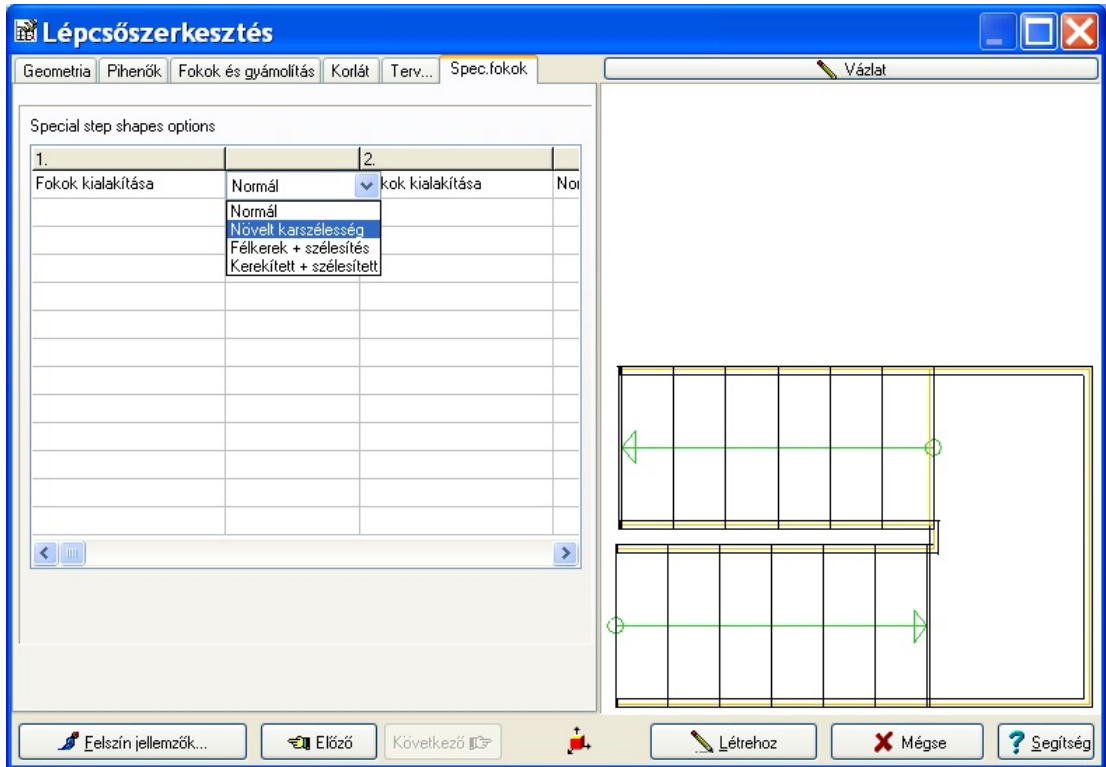 Lépcsőszerkesztés
Geometria Pihenők Fokok és gyámolítás Korlát Terv... Spec.fokok
Vázlat
Special step shapes options
1. 2.
Fokok kialakítása Normál kok kialakítása Nor
Normál
Növelt karszélesség
Félkerek + szélesítés
Kerekített + szélesített
Felszín jellemzők... Előző Következő Létrehoz Mégse Segítség